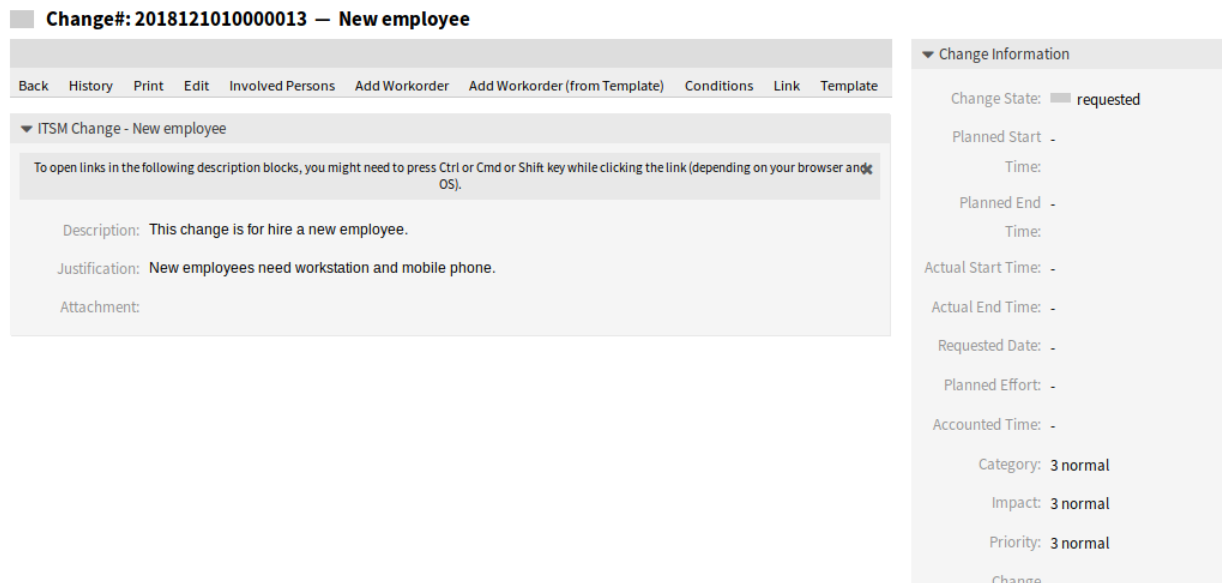 Change#: 2018121010000013 — New employee
Back History Print Edit Involved Persons Add Workorder Add Workorder (from Template) Conditions Link Template
ITSM Change - New employee
To open links in the following description blocks, you might need to press Ctrl or Cmd or Shift key while clicking the link (depending on your browser and
OS).
Description: This change is for hire a new employee.
Justification: New employees need workstation and mobile phone.
Attachment:
Change Information
Change State: requested
Planned Start -
Time:
Planned End -
Time:
Actual Start Time: -
Actual End Time: -
Requested Date: -
Planned Effort: -
Accounted Time: -
Category: 3 normal
Impact: 3 normal
Priority: 3 normal
Change